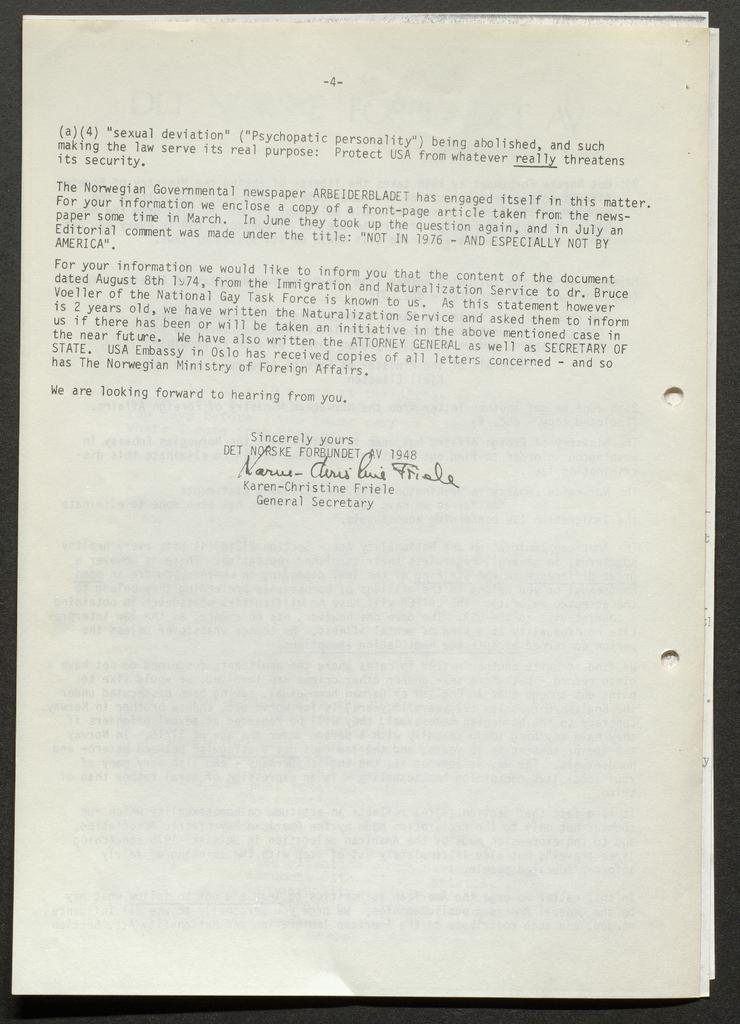 -4-
(a)(4) "sexual deviation" ("Psychopatic personality") being abolished, and such
making the law serve its real purpose: Protect USA from whatever really threatens
its security.
The Norwegian Governmental newspaper ARBEIDERBLADET has engaged itself in this matter.
For your information we enclose a copy of a front-page article taken from the news-
paper some time in March. In June they took up the question again, and in July an
Editorial comment was made under the title: "NOT IN 1976 - AND ESPECIALLY NOT BY
AMERICA".
For your information we would like to inform you that the content of the document
dated August 8th 1974, from the Immigration and Naturalization Service to dr. Bruce
Voeller of the National Gay Task Force is known to us. As this statement however
is 2 years old, we have written the Naturalization Service and asked them to inform
us if there has been or will be taken an initiative in the above mentioned case in
the near future. We have also written the ATTORNEY GENERAL as well as SECRETARY OF
STATE. USA Embassy in Oslo has received copies of all letters concerned - and so
has The Norwegian Ministry of Foreign Affairs.
We are looking forward to hearing from you.
Sincerely yours
DET NORSKE FORBUNDET AV 1948
Karen-Christine Friele
Karen-Christine Friele
General Secretary